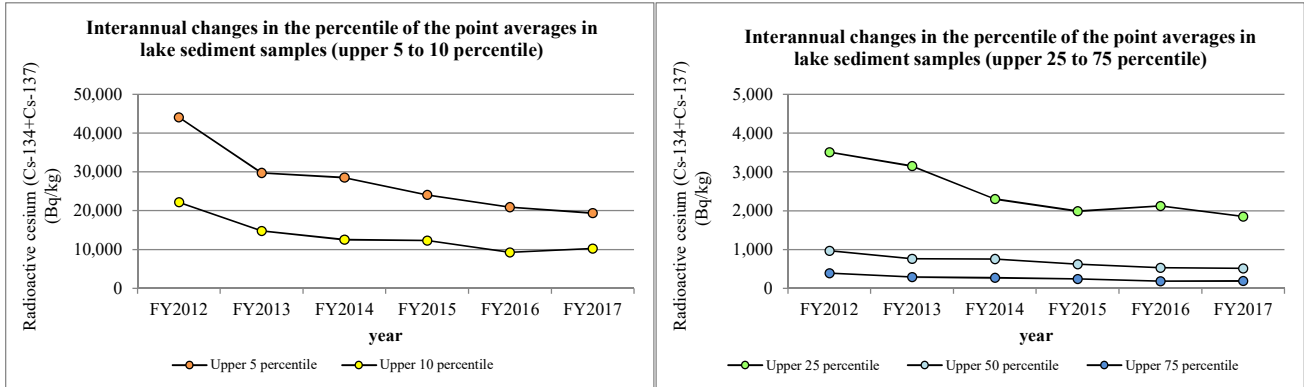 Interannual changes in the percentile of the point averages in
lake sediment samples (upper 5 to 10 percentile)
Radioactive cesium (Cs-134+Cs-137)
(Bq/kg)
50,000
40,000
30,000
20,000
10,000
0
FY2012 FY2013 FY2014 FY2015 FY2016 FY2017
year
Upper 5 percentile Upper 10 percentile
Interannual changes in the percentile of the point averages in
lake sediment samples (upper 25 to 75 percentile)
Radioactive cesium (Cs-134+Cs-137)
(Bq/kg)
5,000
4,000
3,000
2,000
1,000
0
FY2012 FY2013 FY2014 FY2015 FY2016 FY2017
year
Upper 25 percentile Upper 50 percentile Upper 75 percentile